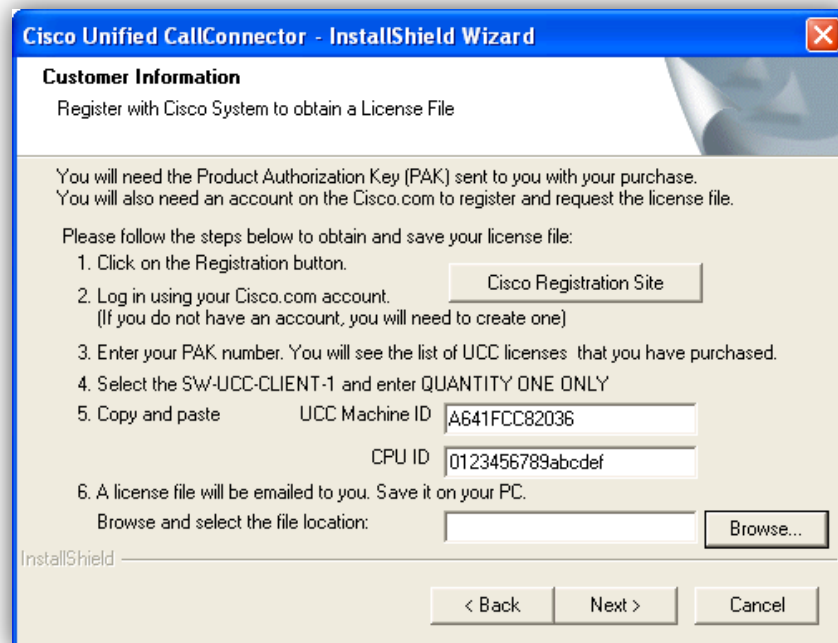 Cisco Unified CallConnector - InstallShield Wizard
Customer Information
Register with Cisco System to obtain a License File
You will need the Product Authorization Key (PAK) sent to you with your purchase.
You will also need an account on the Cisco.com to register and request the license file.
Please follow the steps below to obtain and save your license file:
1. Click on the Registration button.
Cisco Registration Site
2. Log in using your Cisco.com account.
(If you do not have an account, you will need to create one)
3. Enter your PAK number. You will see the list of UCC licenses that you have purchased.
4. Select the SW-UCC-CLIENT-1 and enter QUANTITY ONE ONLY
5. Copy and paste UCC Machine ID A641FCC82036
CPU ID 0123456789abcdef
6. A license file will be emailed to you. Save it on your PC.
Browse and select the file location: Browse...
InstallShield
< Back Next > Cancel